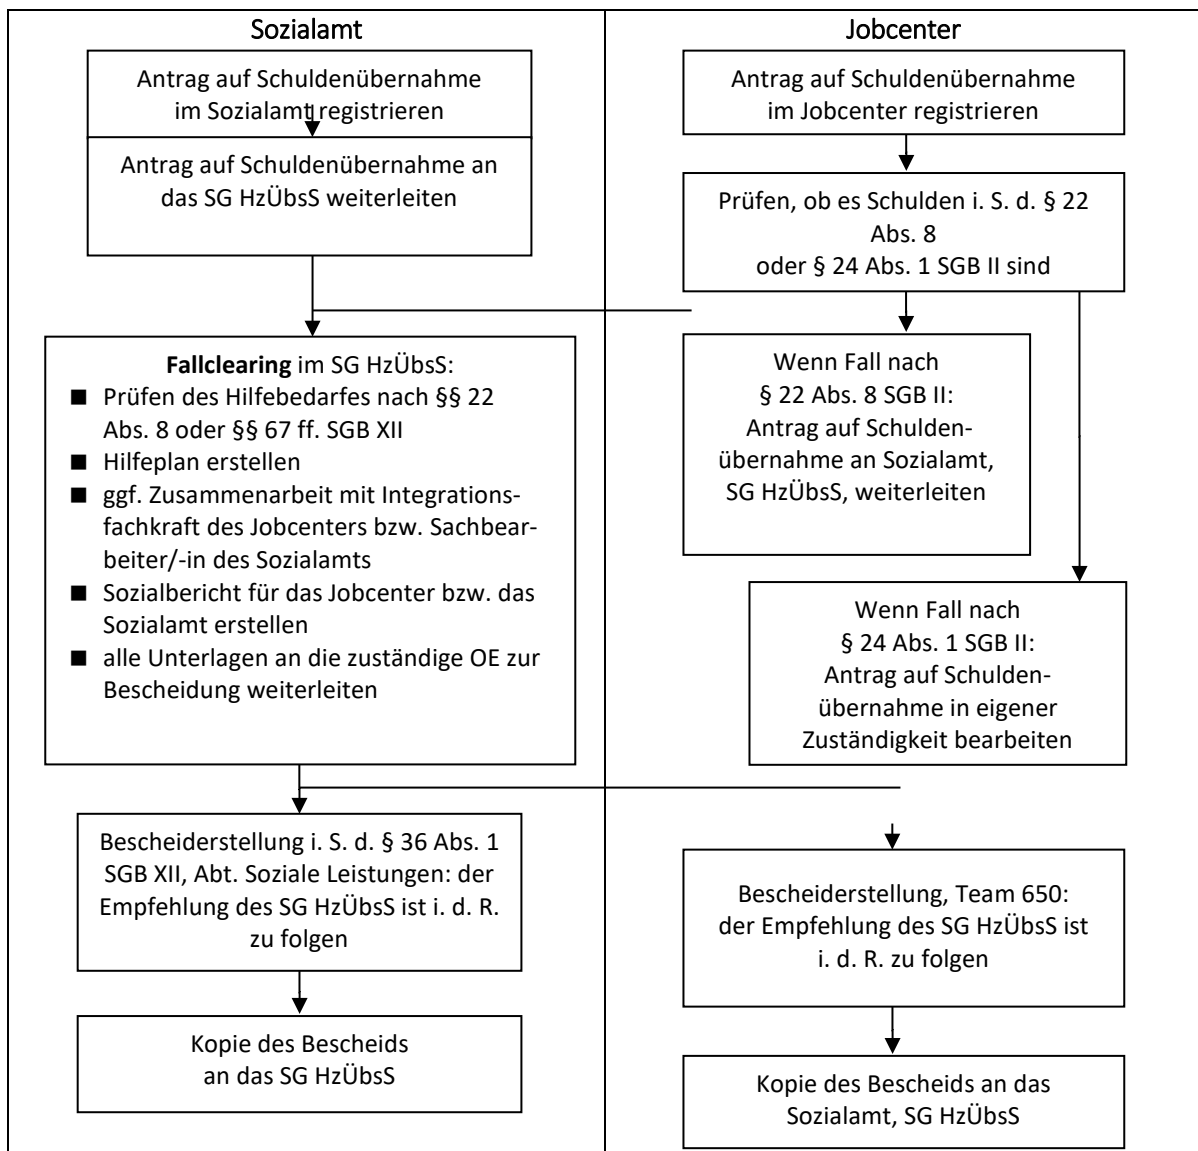 Sozialamt
Antrag auf Schuldenübernahme
im Sozialamt registrieren
Antrag auf Schuldenübernahme an
das SG HzÜbsS weiterleiten
Fallclearing im SG HzÜbsS:
■ Prüfen des Hilfebedarfes nach §§ 22
Abs. 8 oder §§ 67 ff. SGB XII
■ Hilfeplan erstellen
■ ggf. Zusammenarbeit mit Integrations-
fachkraft des Jobcenters bzw. Sachbear-
beiter/-in des Sozialamts
■ Sozialbericht für das Jobcenter bzw. das
Sozialamt erstellen
■ alle Unterlagen an die zuständige OE zur
Bescheidung weiterleiten
Bescheiderstellung i. S. d. § 36 Abs. 1
SGB XII, Abt. Soziale Leistungen: der
Empfehlung des SG HzÜbsS ist i. d. R.
zu folgen
Kopie des Bescheids
an das SG HzÜbsS
Jobcenter
Antrag auf Schuldenübernahme
im Jobcenter registrieren
Prüfen, ob es Schulden i. S. d. § 22
Abs. 8
oder § 24 Abs. 1 SGB II sind
Wenn Fall nach
§ 22 Abs. 8 SGB II:
Antrag auf Schulden-
übernahme an Sozialamt,
SG HzÜbsS, weiterleiten
Wenn Fall nach
§ 24 Abs. 1 SGB II:
Antrag auf Schulden-
übernahme in eigener
Zuständigkeit bearbeiten
Bescheiderstellung, Team 650:
der Empfehlung des SG HzÜbsS ist
i. d. R. zu folgen
Kopie des Bescheids an das
Sozialamt, SG HzÜbsS